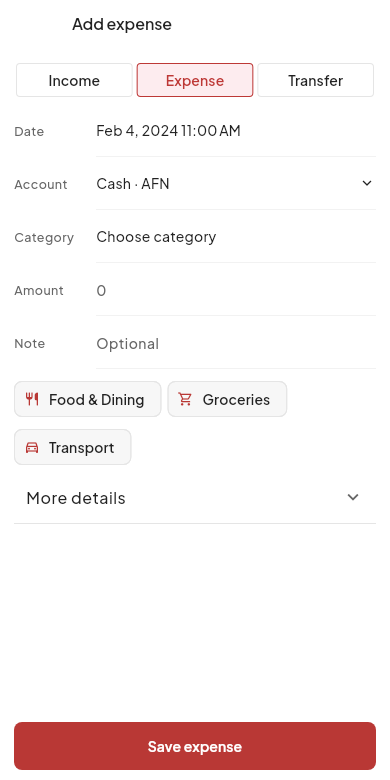 Add expense
Income Expense Transfer
Date Feb 4, 2024 11:00 AM
Account Cash · AFN
Category Choose category
Amount 0
Note Optional
Food & Dining Groceries
Transport
More details
Save expense